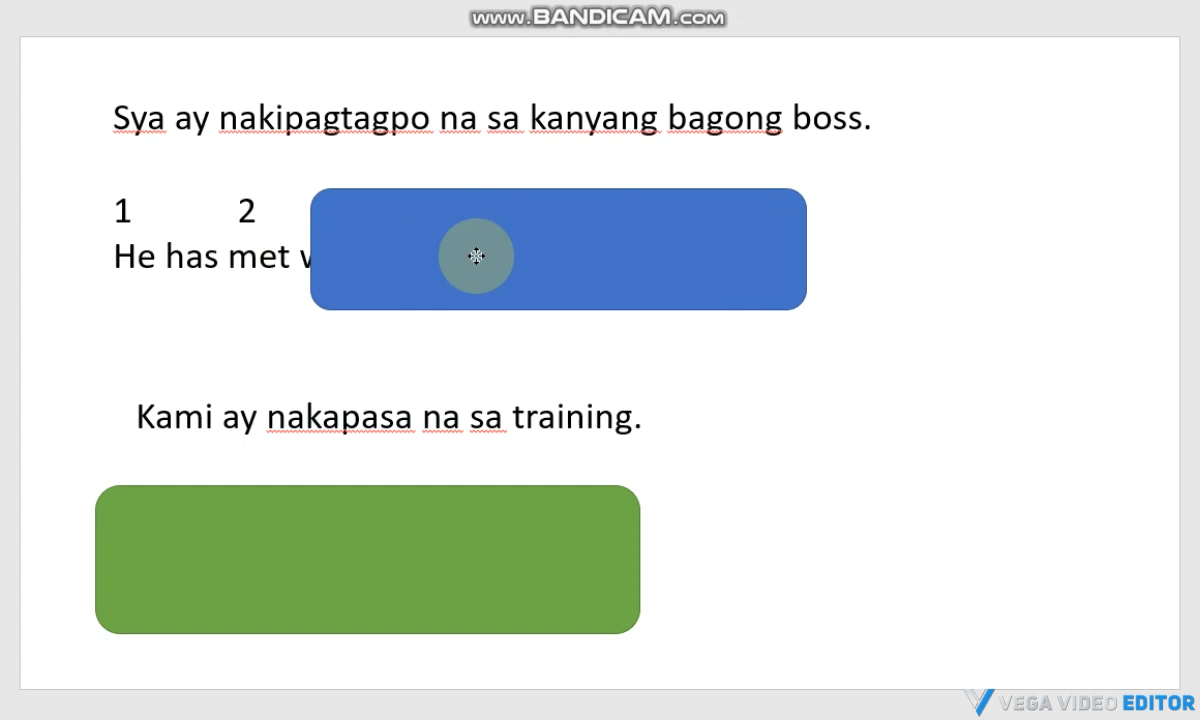 www.BANDICAM.com
Sya ay nakipagtagpo na sa kanyang bagong boss.
1 2
He has met
Kami ay nakapasa na sa training.
VEGA VIDEO EDITOR